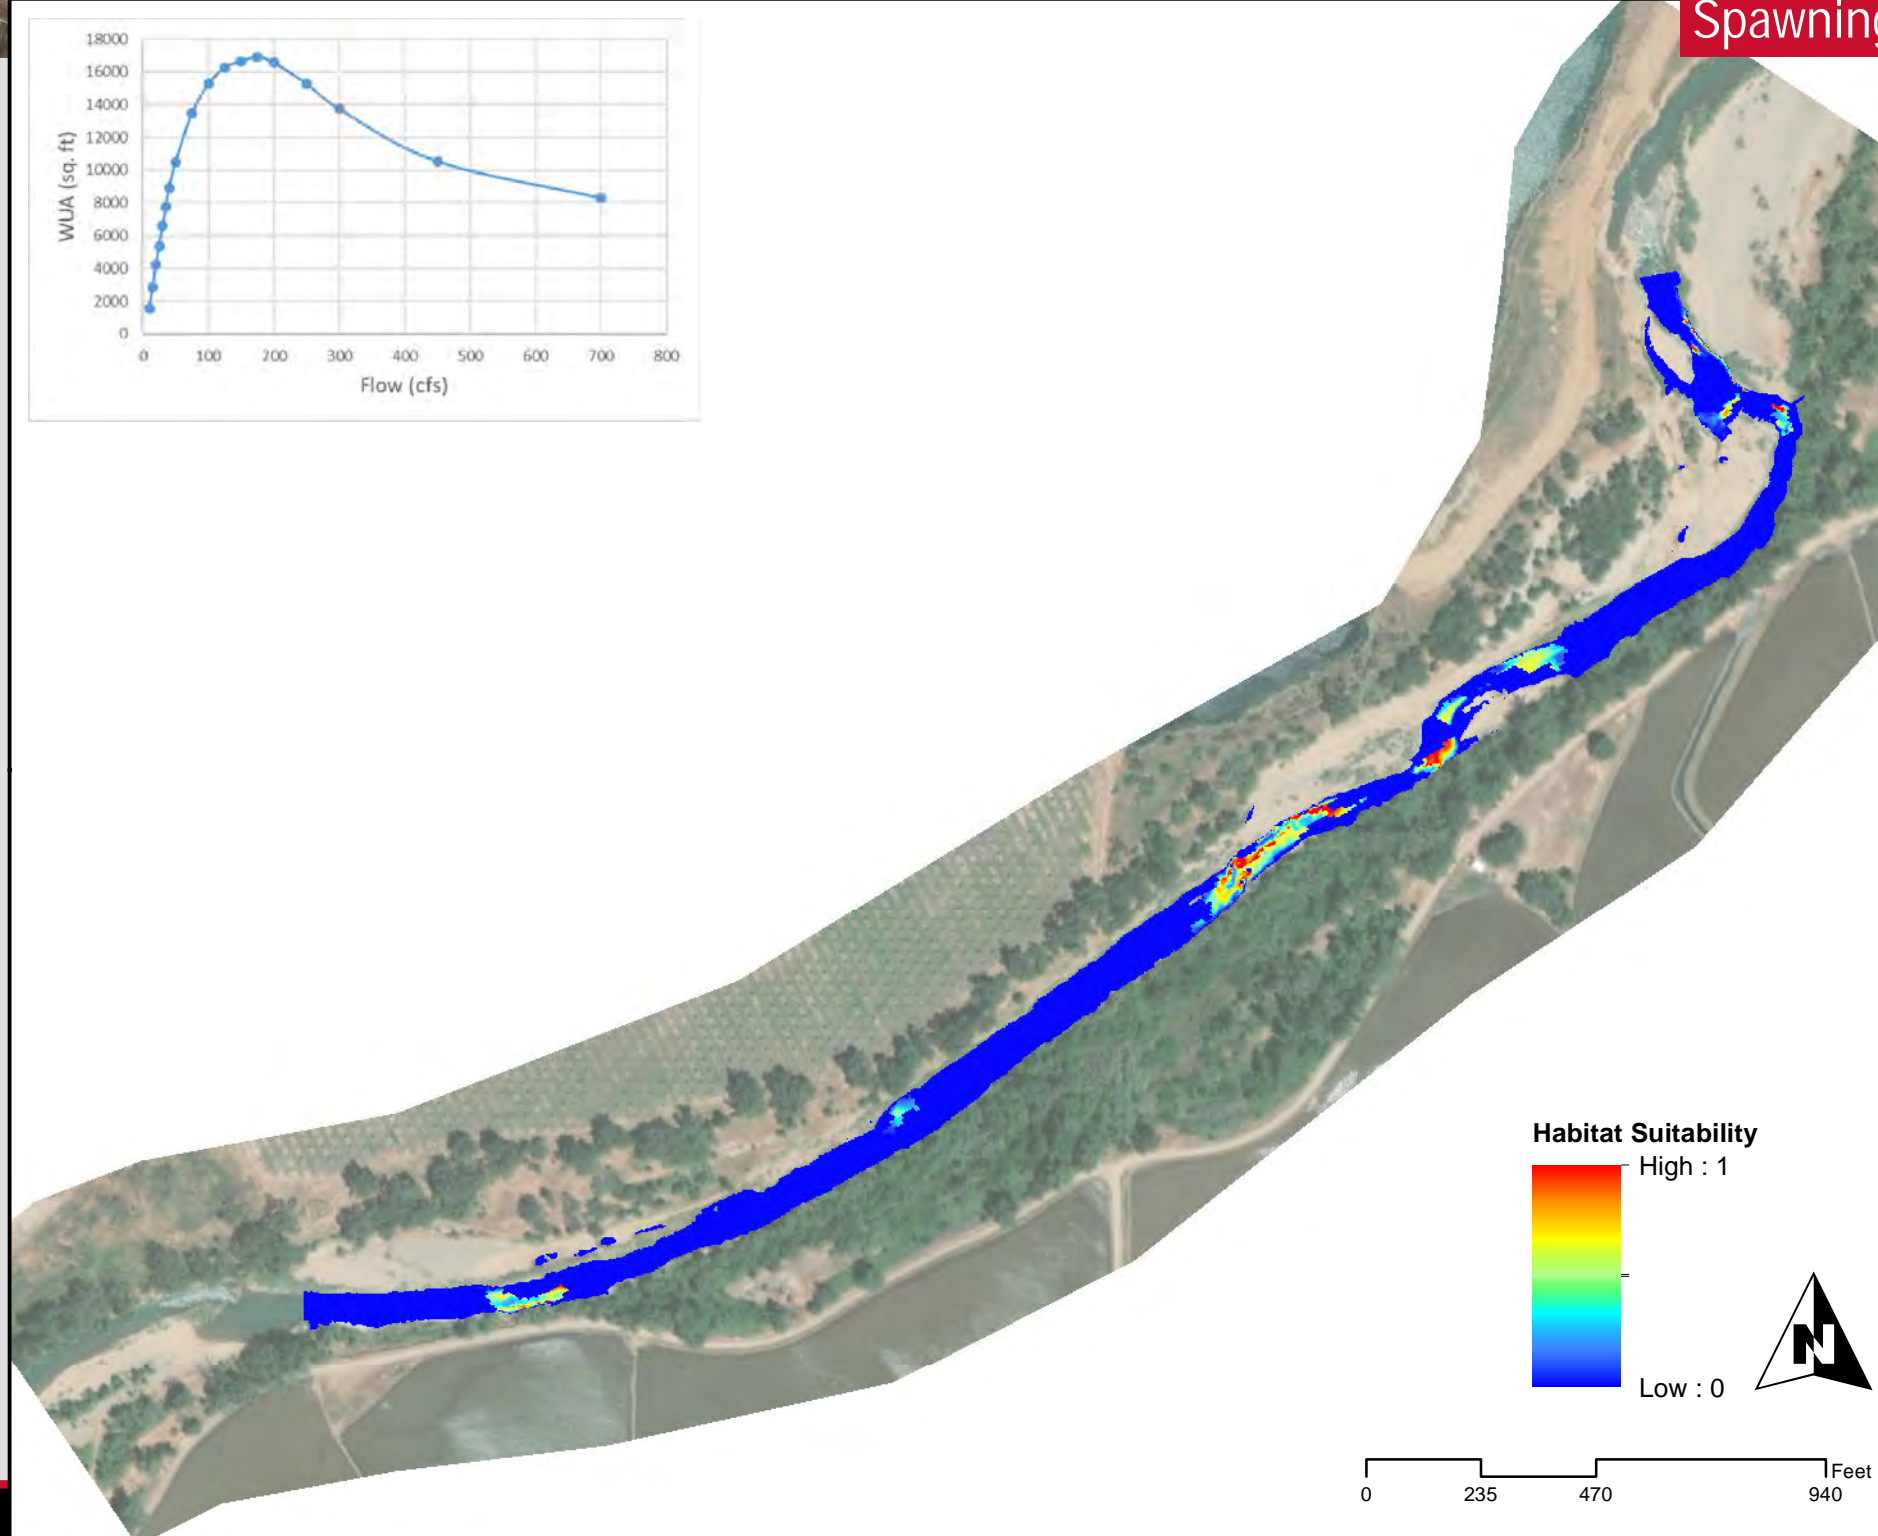 Spawning
18000
16000
14000
12000
10000
8000
6000
4000
2000
0
WUA (sq. ft)
0 100 200 300 400 500 600 700 800
Flow (cfs)
Habitat Suitability
High : 1
Low : 0
N
Feet
0 235 470 940